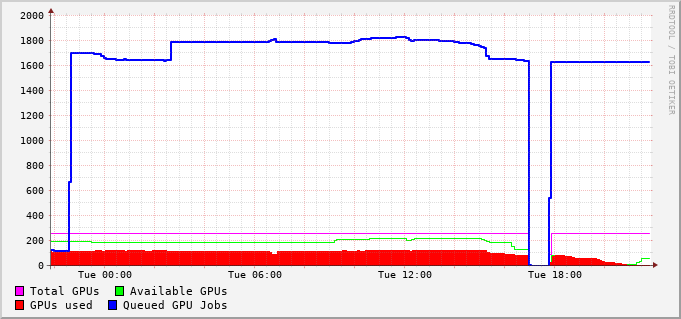 2000
1800
1600
1400
1200
1000
800
600
400
200
0
Tue 00:00 Tue 06:00 Tue 12:00 Tue 18:00
Total GPUs Available GPUs
GPUs used Queued GPU Jobs
RRDTOOL / TOBI OETIKER